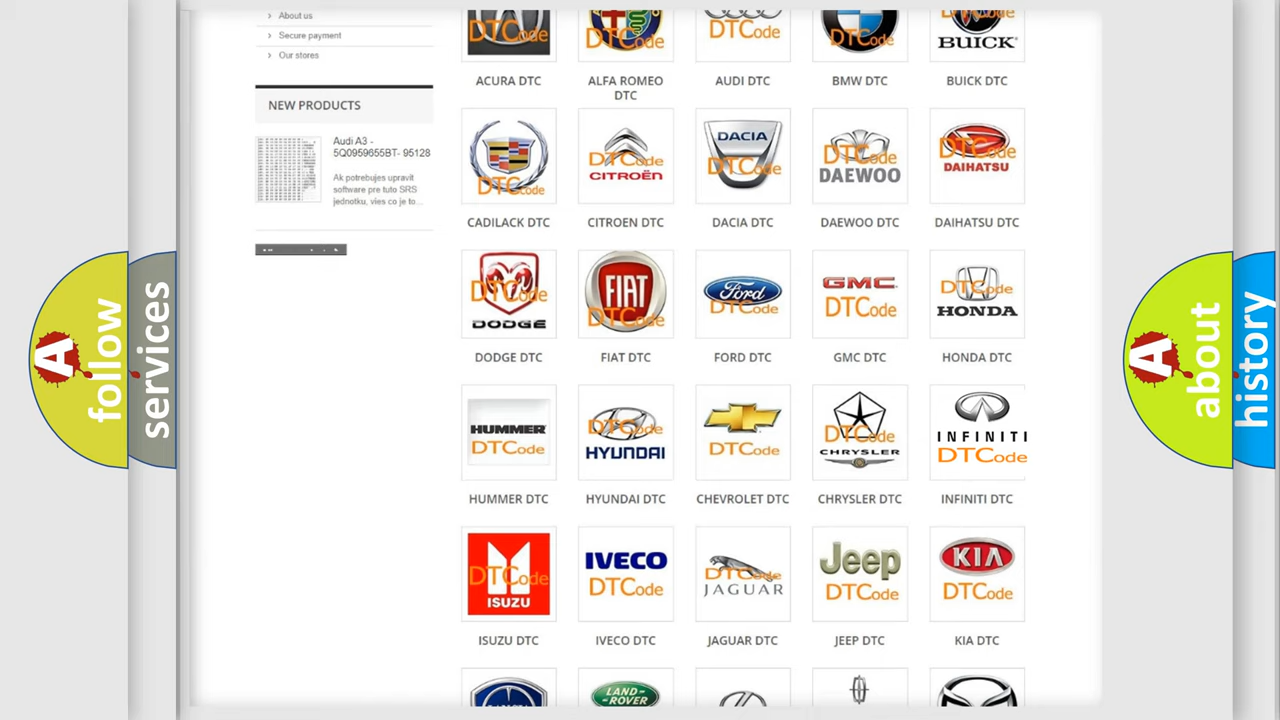 About us
Secure payment
Our stores
NEW PRODUCTS
Audi A3 -
5Q0959655BT- 95128
Ak potrebujes upravit
software pre tuto SRS
jednotku, vies co je to...
DTCode
DTCode
DTCode
DTCode
DTCode
BUICK
ACURA DTC
ALFA ROMEO
DTC
AUDI DTC
BMW DTC
BUICK DTC
DTCode
DTCode
CITROËN
DACIA
DTCode
DTCode
DAEWOO
DTCode
DAIHATSU
CADILACK DTC
CITROEN DTC
DACIA DTC
DAEWOO DTC
DAIHATSU DTC
DTCode
DODGE
FIAT
DTCode
Ford
DTCode
GMC
DTCode
DTCode
HONDA
DODGE DTC
FIAT DTC
FORD DTC
GMC DTC
HONDA DTC
HUMMER
DTCode
DTCode
HYUNDAI
DTCode
DTCode
CHRYSLER
INFINITI
DTCode
HUMMER DTC
HYUNDAI DTC
CHEVROLET DTC
CHRYSLER DTC
INFINITI DTC
DTCode
ISUZU
IVECO
DTCode
DTCode
JAGUAR
Jeep
DTCode
KIA
DTCode
ISUZU DTC
IVECO DTC
JAGUAR DTC
JEEP DTC
KIA DTC
LAND-
ROVER
A
follow
services
A
about
history